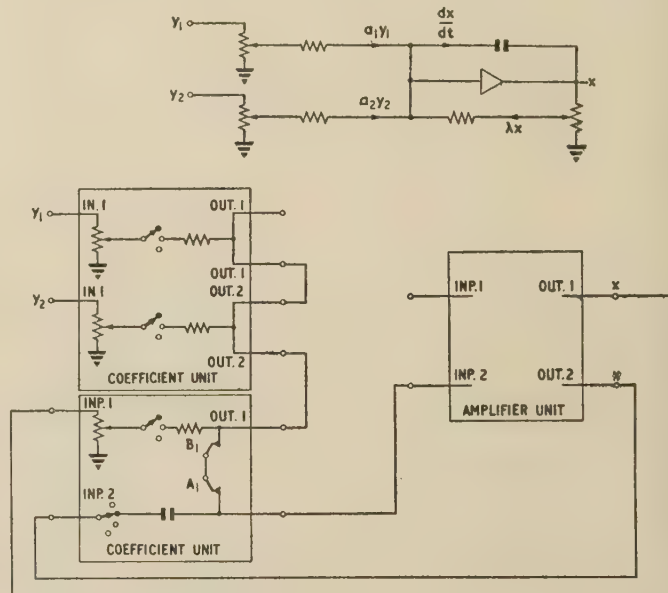 y₁
a₁y₁
dx
dt
x
y₂
a₂y₂
λx
y₁
IN.1
OUT. 1
OUT. 1
y₂
IN.1
OUT. 2
OUT. 2
COEFFICIENT UNIT
INP. 1
OUT. 1
B₁
A₁
INP. 2
COEFFICIENT UNIT
INP. 1
OUT. 1
x
INP. 2
OUT. 2
AMPLIFIER UNIT